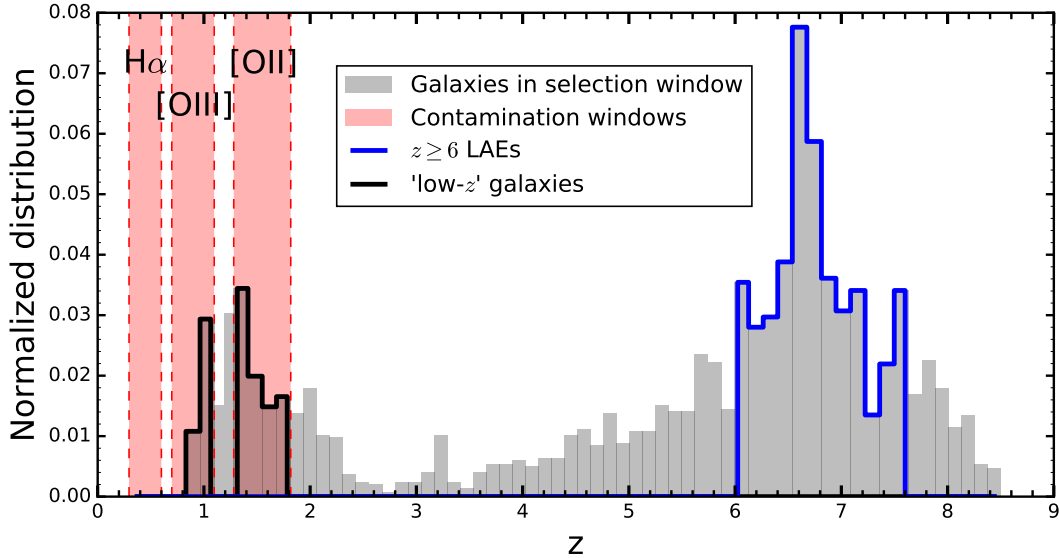 0.08
0.07
0.06
0.05
0.04
0.03
0.02
0.01
0.00
Normalized distribution
Hα
[OIII]
[OII]
Galaxies in selection window
Contamination windows
z ≥ 6 LAEs
'low-z' galaxies
0 1 2 3 4 5 6 7 8 9
z